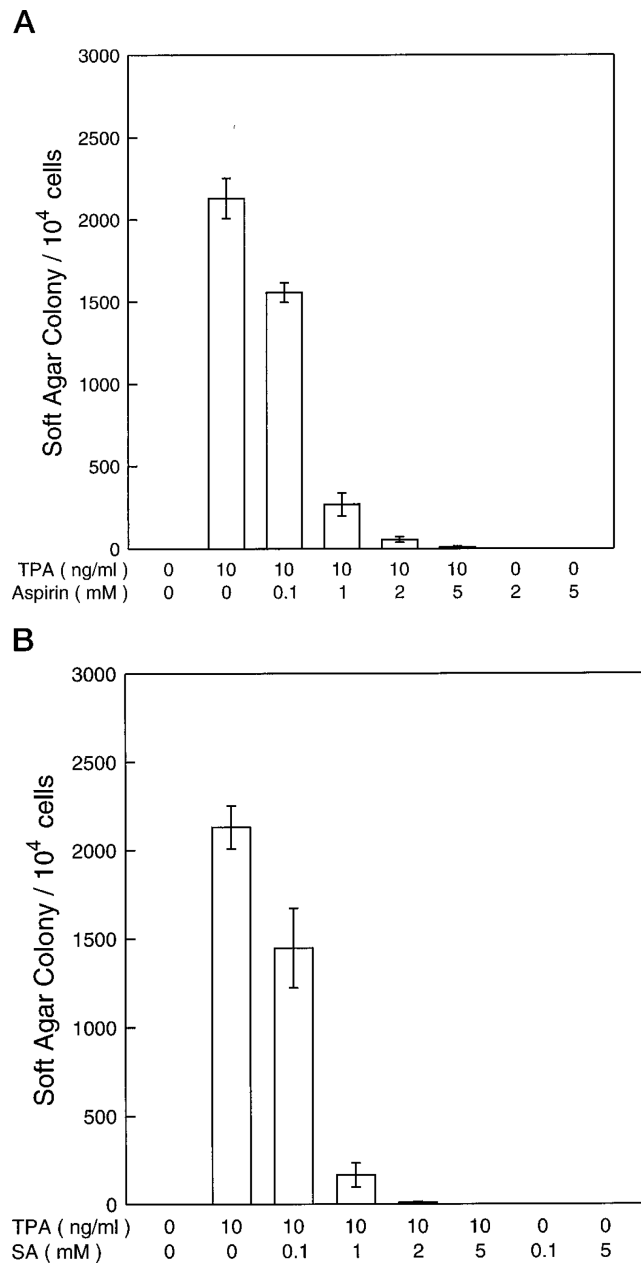 A
3000
2500
2000
1500
1000
500
0
Soft Agar Colony / 10⁴ cells
TPA ( ng/ml ) 0 10 10 10 10 10 0 0
Aspirin ( mM ) 0 0 0.1 1 2 5 2 5
B
3000
2500
2000
1500
1000
500
0
Soft Agar Colony / 10⁴ cells
TPA ( ng/ml ) 0 10 10 10 10 10 0 0
SA ( mM ) 0 0 0.1 1 2 5 0.1 5